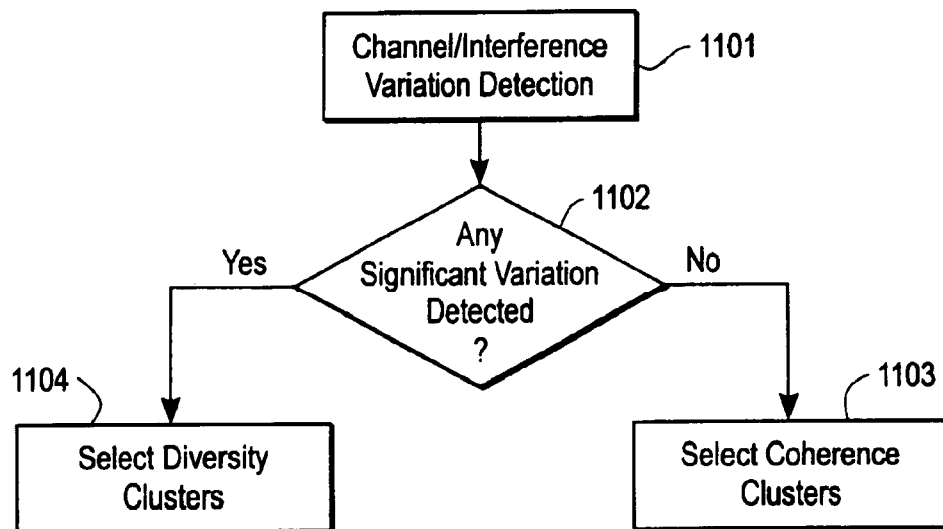 Channel/Interference
Variation Detection
1101
1102
Any
Significant Variation
Detected
?
Yes
No
1104
1103
Select Diversity
Clusters
Select Coherence
Clusters